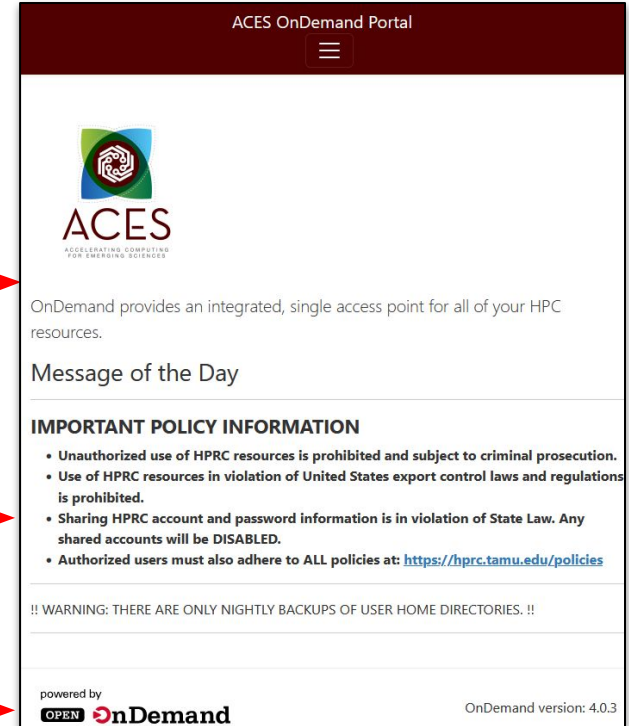 ACES OnDemand Portal
ACES
ACCELERATING COMPUTING
FOR EMERGING SCIENCES
OnDemand provides an integrated, single access point for all of your HPC
resources.
Message of the Day
IMPORTANT POLICY INFORMATION
• Unauthorized use of HPRC resources is prohibited and subject to criminal prosecution.
• Use of HPRC resources in violation of United States export control laws and regulations
is prohibited.
• Sharing HPRC account and password information is in violation of State Law. Any
shared accounts will be DISABLED.
• Authorized users must also adhere to ALL policies at: https://hprc.tamu.edu/policies
!! WARNING: THERE ARE ONLY NIGHTLY BACKUPS OF USER HOME DIRECTORIES. !!
powered by
OPEN OnDemand
OnDemand version: 4.0.3